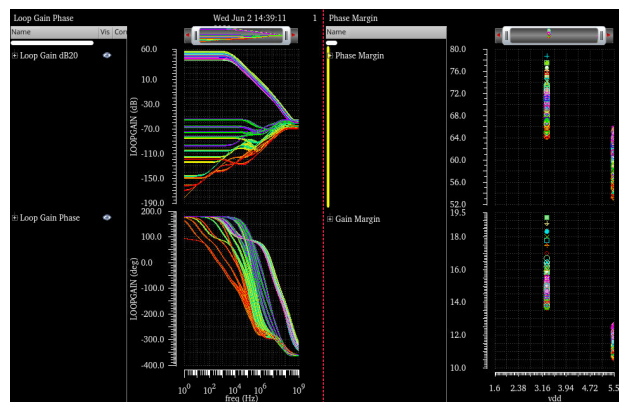 Loop Gain Phase
Wed Jun 2 14:39:11
1
Name
Vis
Con
Loop Gain dB20
LOOPGAIN (dB)
60.0
10.0
-30.0
-70.0
-110.0
-150.0
-190.0
Loop Gain Phase
LOOPGAIN (deg)
200.0
100.0
0.0
-100.0
-200.0
-300.0
-400.0
10^0 10^2 10^4 10^6 10^9
freq (Hz)
Phase Margin
Name
Phase Margin
80.0
76.0
72.0
68.0
64.0
60.0
56.0
52.0
Gain Margin
19.5
18.0
16.0
14.0
12.0
10.0
1.6 2.38 3.16 3.94 4.72 5.5
vdd